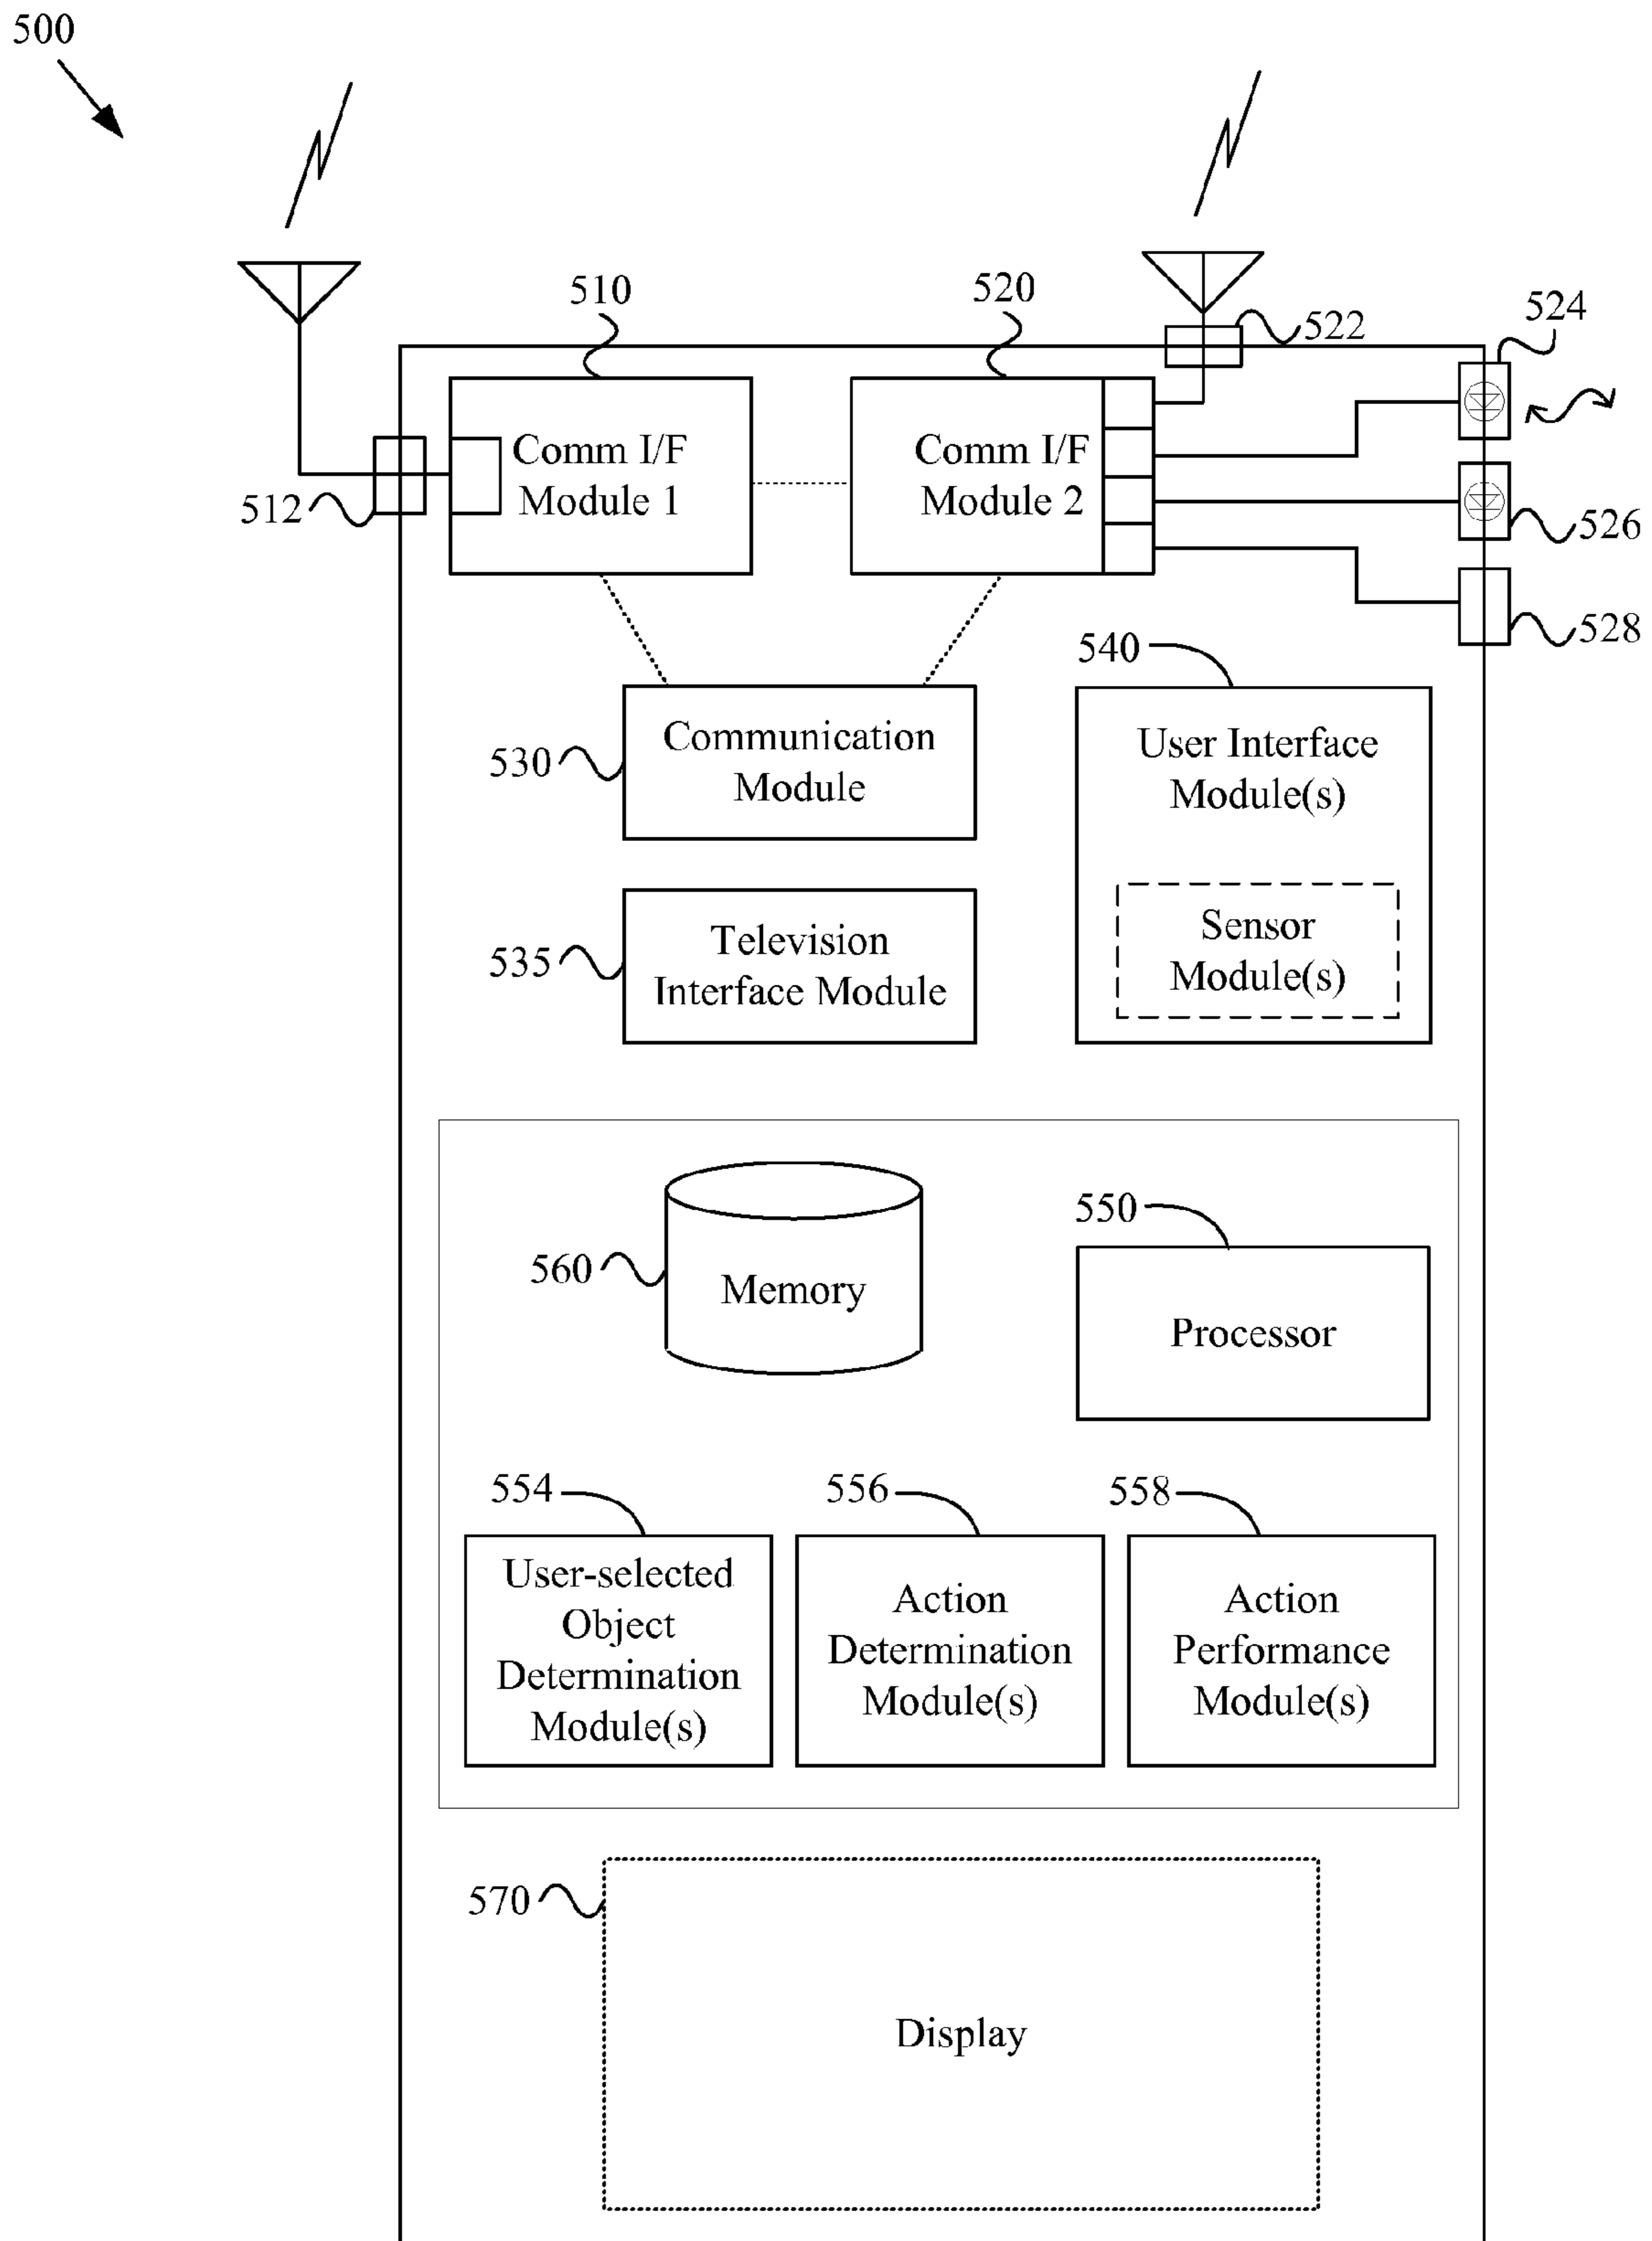 500
510
520
522
524
Comm I/F
Module 1
Comm I/F
Module 2
512
526
528
540
530
Communication
Module
User Interface
Module(s)
535
Television
Interface Module
Sensor
Module(s)
550
560
Memory
Processor
554
556
558
User-selected
Object
Determination
Module(s)
Action
Determination
Module(s)
Action
Performance
Module(s)
570
Display